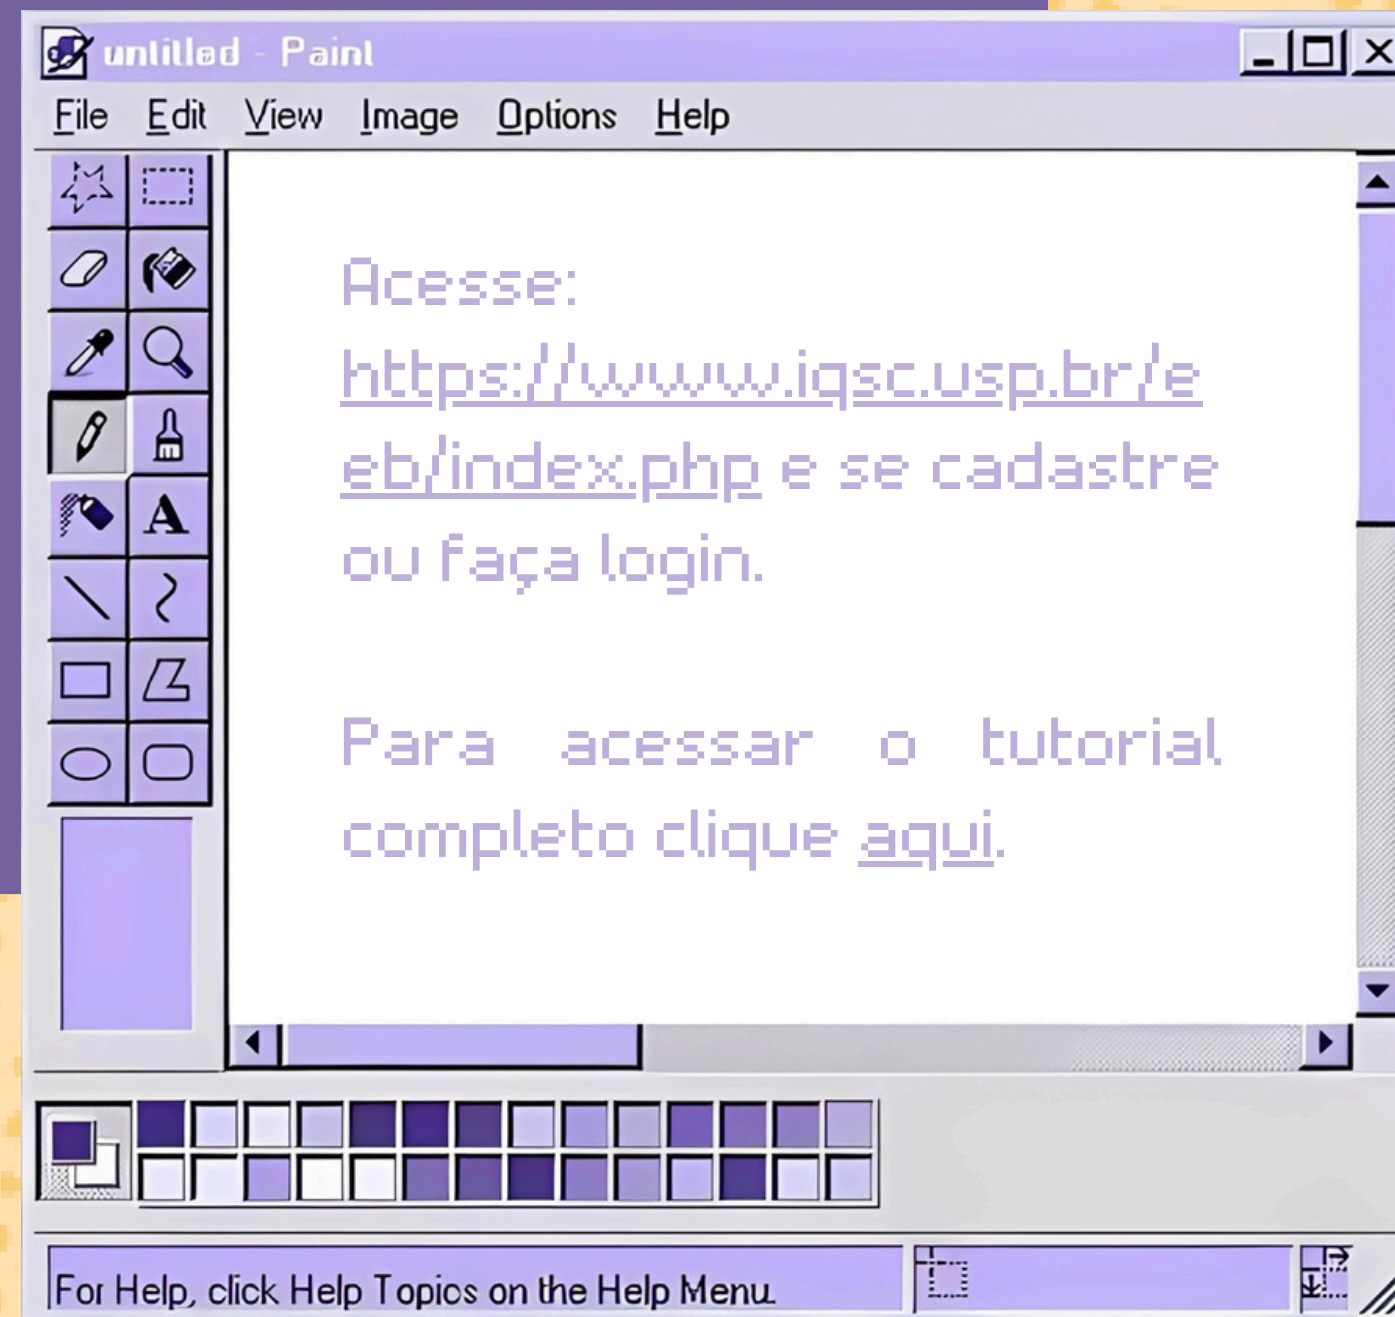 untitled - Paint
File Edit View Image Options Help
A
Acesse:
https://www.iqsc.usp.br/e
eb/index.php e se cadastre
ou faça login.
Para acessar o tutorial
completo clique aqui.
For Help, click Help Topics on the Help Menu.